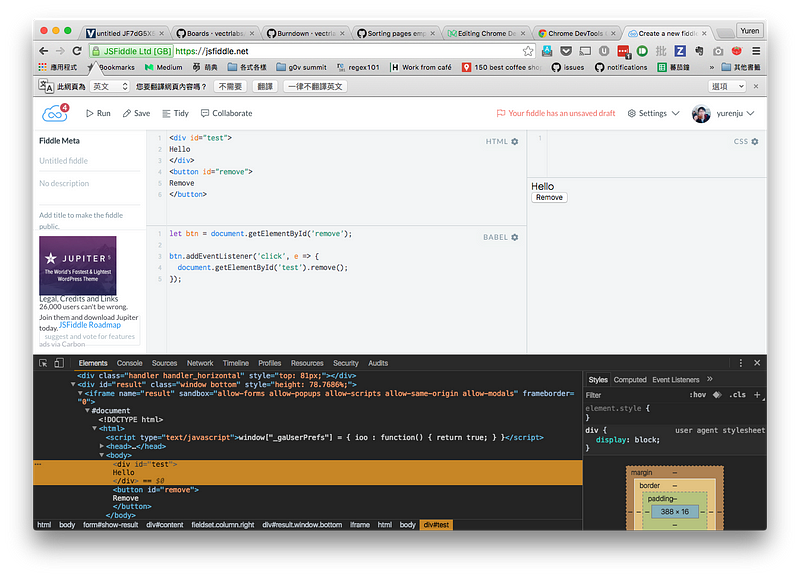 Yuren
untitled JF7dG5XE
Boards · vectriabs
Burndown · vectriab
Sorting pages emp
Editing Chrome De
Chrome DevTools
Create a new fiddle
JSFiddle Ltd [GB] https://jsfiddle.net
應用程式 Bookmarks Medium 萌典 各式各樣 g0v summit regex101 Work from café 150 best coffee shop issues notifications 蕃茄鐘 » 其他書籤
此網頁為 英文 您要翻譯網頁內容嗎? 不需要 翻譯 一律不翻譯英文 選項
4 Run Save Tidy Collaborate Your fiddle has an unsaved draft Settings yurenju
Fiddle Meta
Untitled fiddle
No description
Add title to make the fiddle
public.
JUPITER
The World's Fastest & Lightest
WordPress Theme
Legal, Credits and Links
26,000 users can't be wrong.
Join them and download Jupiter
today. JSFiddle Roadmap
suggest and vote for features
ads via Carbon
HTML
1 <div id="test">
2 Hello
3 </div>
4 <button id="remove">
5 Remove
6 </button>
1 CSS
BABEL
1 let btn = document.getElementById('remove');
2
3 btn.addEventListener('click', e => {
4 document.getElementById('test').remove();
5 });
Hello
Remove
Elements Console Sources Network Timeline Profiles Resources Security Audits
<div class="handler handler_horizontal" style="top: 81px;"></div>
<div id="result" class="window bottom" style="height: 78.7686%;">
<iframe name="result" sandbox="allow-forms allow-popups allow-scripts allow-same-origin allow-modals" frameborder=
"0">
#document
<!DOCTYPE html>
<html>
<script type="text/javascript">window["_gaUserPrefs"] = { ioo : function() { return true; } }</script>
<head>…</head>
<body>
<div id="test">
Hello
</div> == $0
<button id="remove">
Remove
</button>
</body>
html body form#show-result div#content fieldset.column.right div#result.window.bottom iframe html body div#test
Styles Computed Event Listeners »
Filter :hov .cls +
element.style {
}
div { user agent stylesheet
display: block;
}
margin –
border –
padding–
388 × 16
–